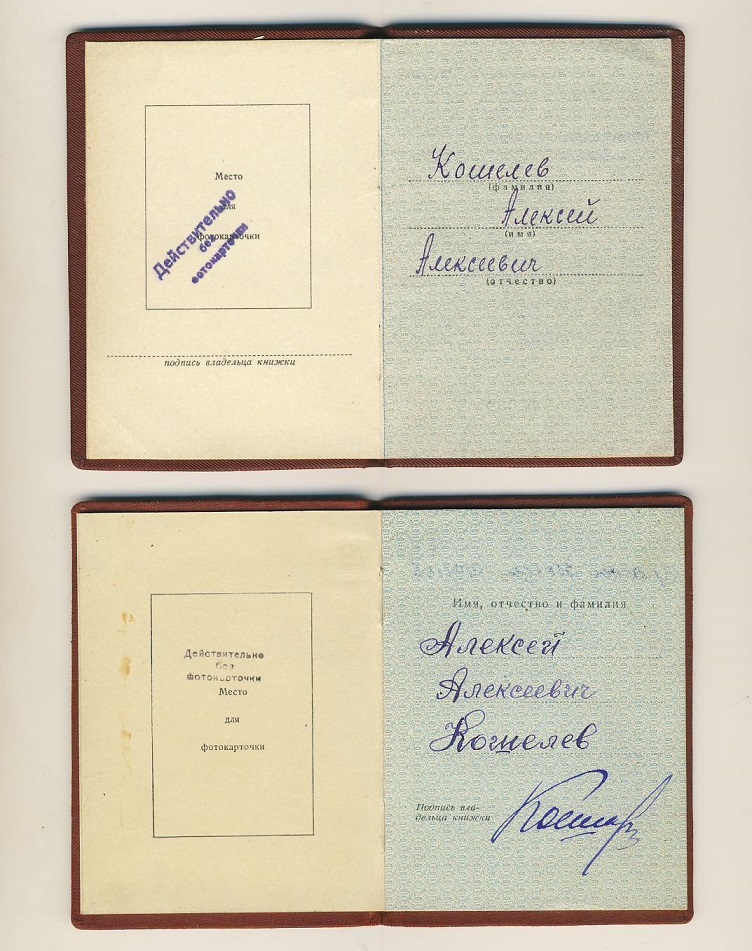 Место
для
фотокарточки
Действительно
без
фотокарточки
подпись владельца книжки
Кошелев
(фамилия)
Алексей
(имя)
Алексеевич
(отчество)
Действительно
без
фотокарточки
Место
для
фотокарточки
Имя, отчество и фамилия
Алексей
Алексеевич
Кошелев
Подпись вла-
дельца книжки